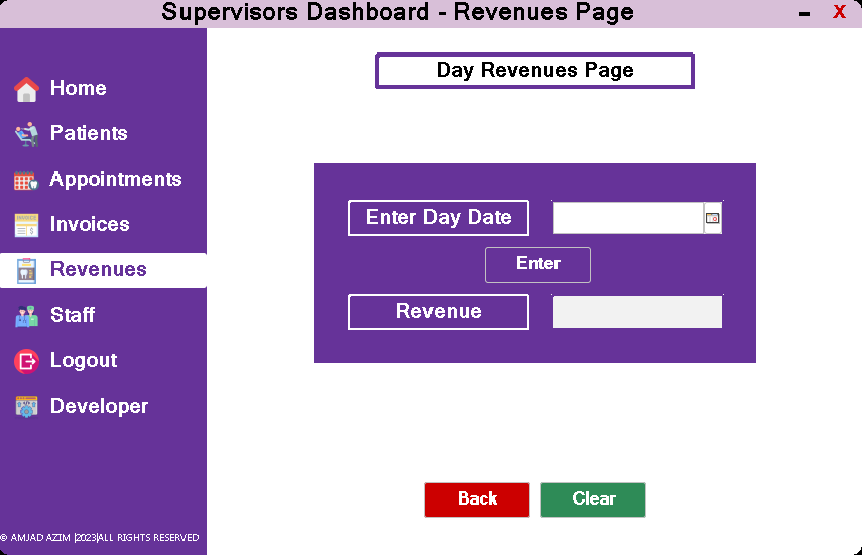 Supervisors Dashboard - Revenues Page
X
Home
Patients
Appointments
Invoices
Revenues
Staff
Logout
Developer
© AMJAD AZIM |2023|ALL RIGHTS RESERVED
Day Revenues Page
Enter Day Date
Enter
Revenue
Back
Clear